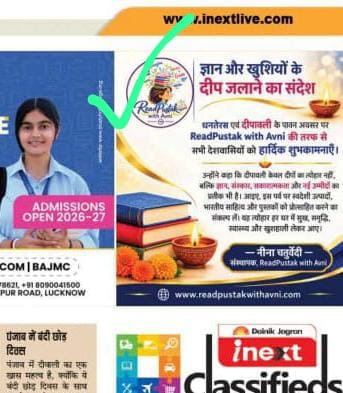 www.inextlive.com
ADMISSIONS
OPEN 2026-27
COM | BAJMC
78621, +91 8090041500
PUR ROAD, LUCKNOW
ReadPustak
with Avni
ज्ञान और खुशियों के
दीप जलाने का संदेश
धनतेरस एवं दीपावली के पावन अवसर पर
ReadPustak with Avni की तरफ से
सभी देशवासियों को हार्दिक शुभकामनाएँ।
उन्होंने कहा कि दीपावली केवल दीपों का त्योहार नहीं,
बल्कि ज्ञान, संस्कार, सकारात्मकता और नई उम्मीदों का
प्रतीक भी है। आइए, इस पर्व पर स्वदेशी उत्पादों,
भारतीय साहित्य और पुस्तकों को प्रोत्साहित करने का
संकल्प लें। यह त्योहार हर घर में सुख, समृद्धि,
स्वास्थ्य और खुशहाली लेकर आए।
— नीना चतुर्वेदी —
संस्थापक, ReadPustak with Avni
www.readpustakwithavni.com
पंजाब में बंदी छोड़
दिवस
पंजाब में दीवाली का एक
खास महत्व है, क्योंकि ये
बंदी छोड़ दिवस के साथ
Dainik Jagran
inext
Classifieds